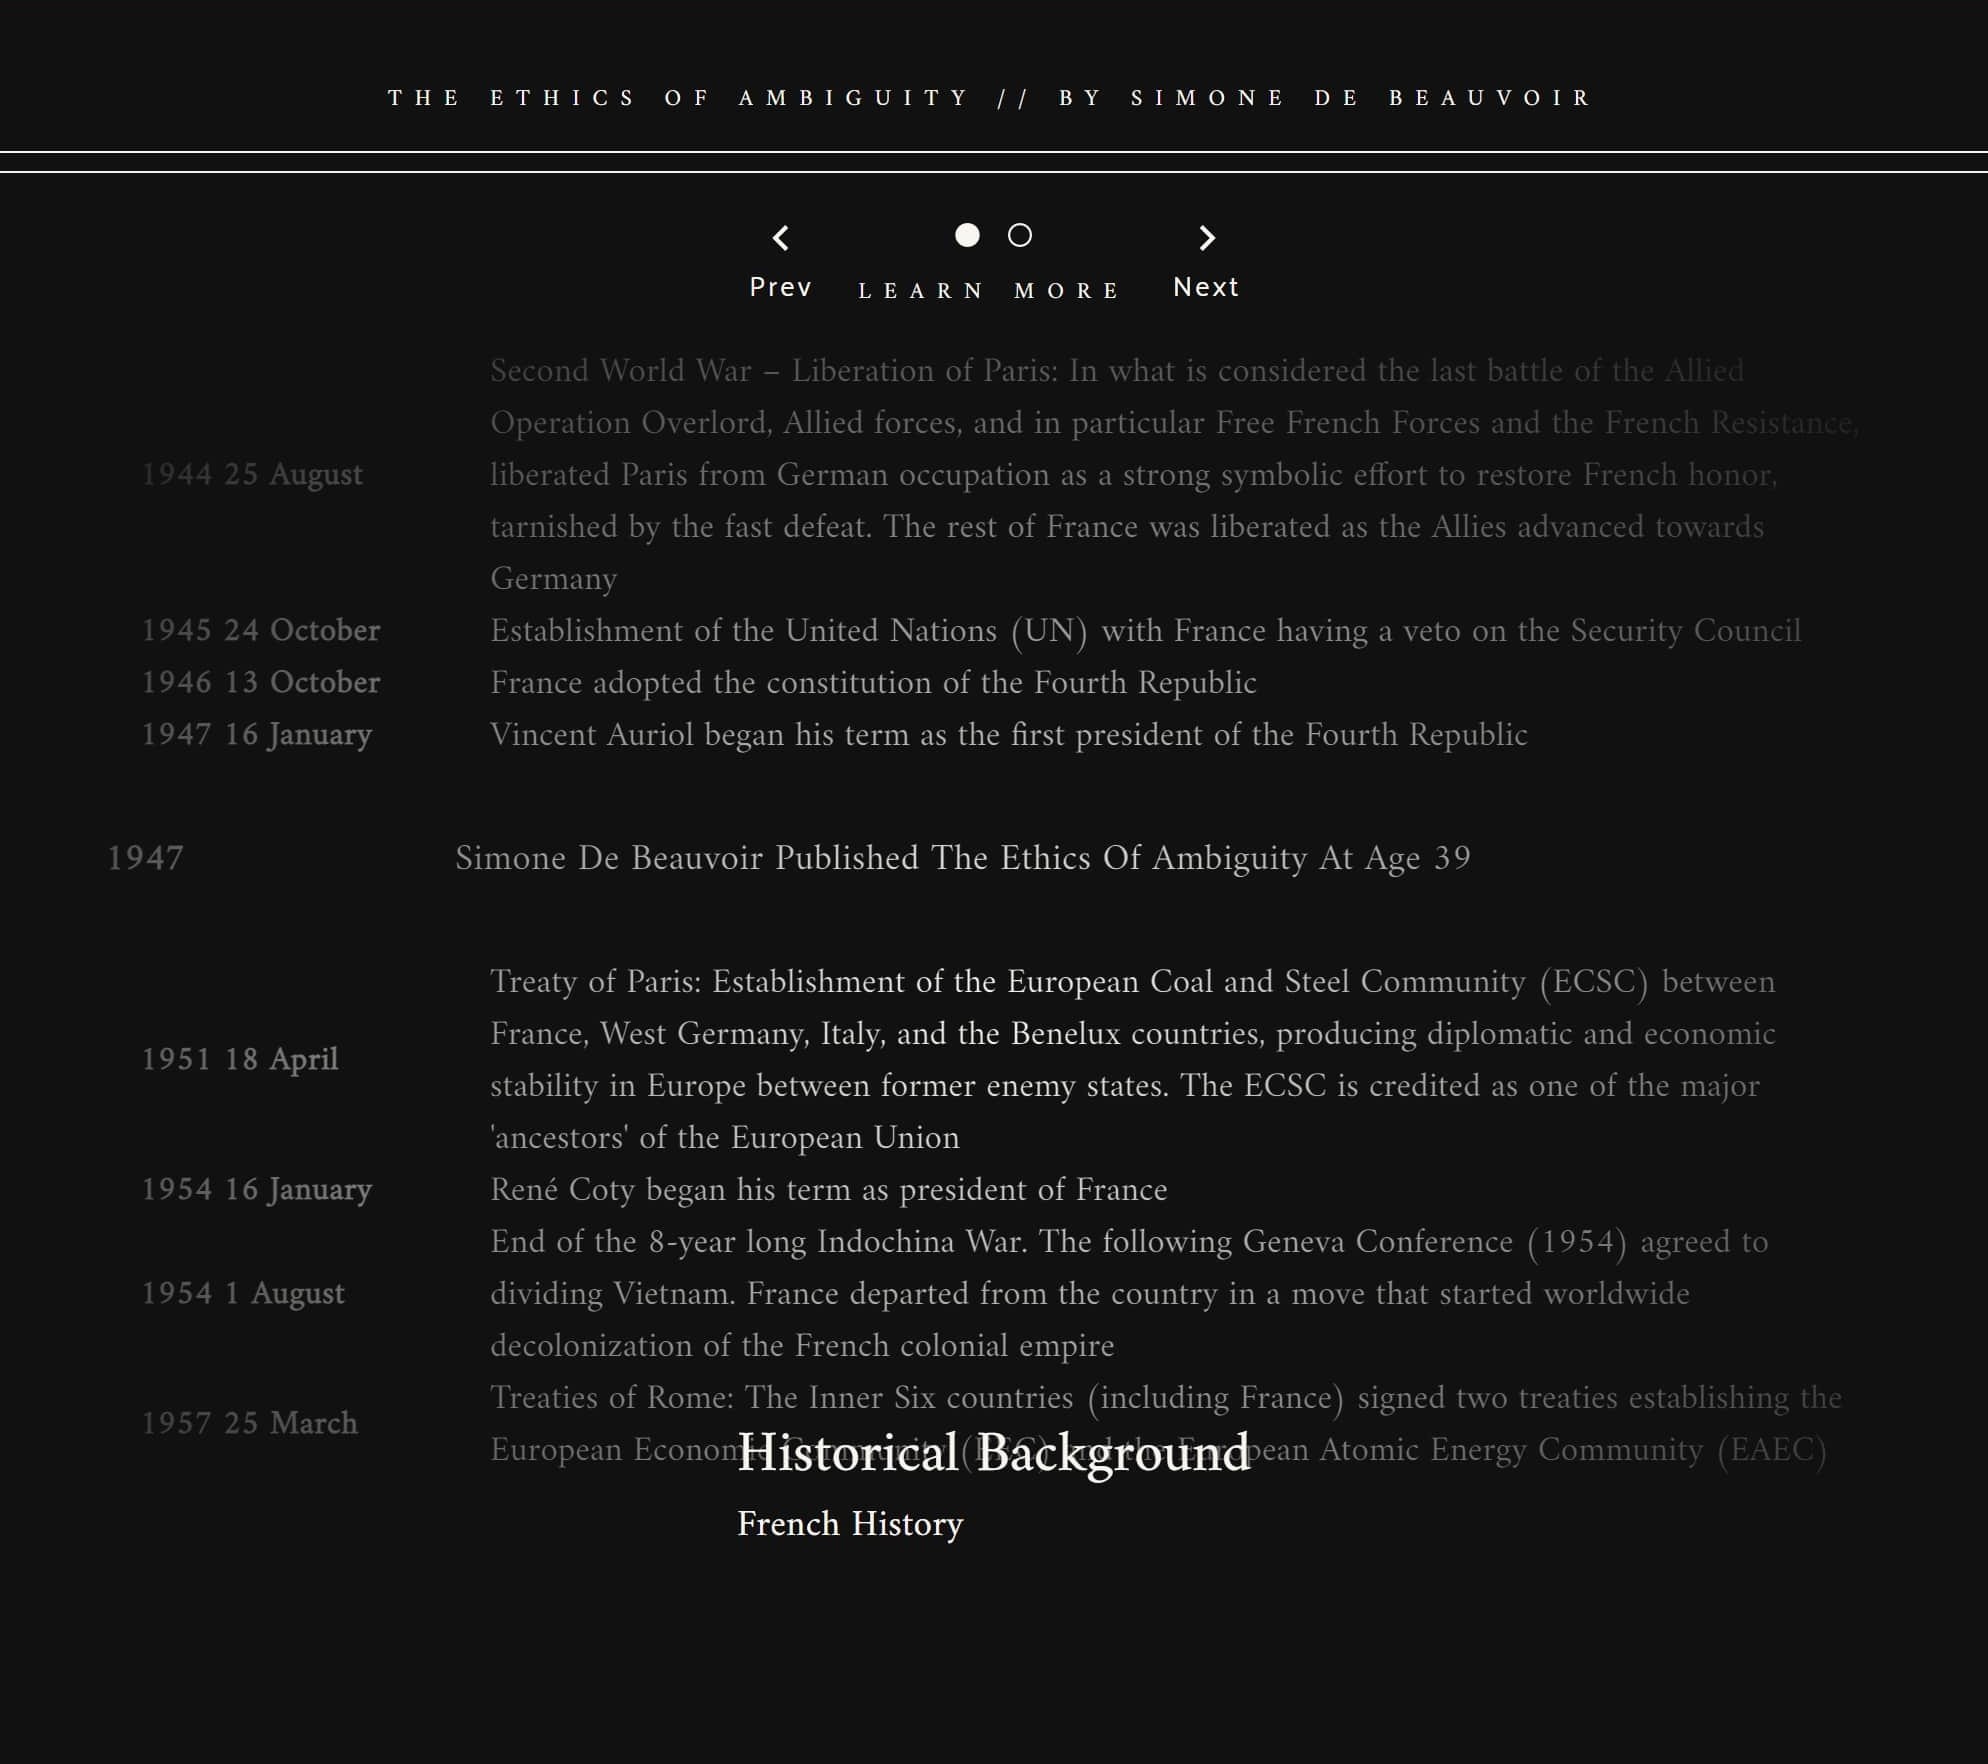 THE ETHICS OF AMBIGUITY // BY SIMONE DE BEAUVOIR
Prev
LEARN MORE
Next
Second World War – Liberation of Paris: In what is considered the last battle of the Allied
Operation Overlord, Allied forces, and in particular Free French Forces and the French Resistance,
1944 25 August
liberated Paris from German occupation as a strong symbolic effort to restore French honor,
tarnished by the fast defeat. The rest of France was liberated as the Allies advanced towards
Germany
1945 24 October
Establishment of the United Nations (UN) with France having a veto on the Security Council
1946 13 October
France adopted the constitution of the Fourth Republic
1947 16 January
Vincent Auriol began his term as the first president of the Fourth Republic
1947
Simone De Beauvoir Published The Ethics Of Ambiguity At Age 39
Treaty of Paris: Establishment of the European Coal and Steel Community (ECSC) between
France, West Germany, Italy, and the Benelux countries, producing diplomatic and economic
1951 18 April
stability in Europe between former enemy states. The ECSC is credited as one of the major
'ancestors' of the European Union
1954 16 January
René Coty began his term as president of France
End of the 8-year long Indochina War. The following Geneva Conference (1954) agreed to
1954 1 August
dividing Vietnam. France departed from the country in a move that started worldwide
decolonization of the French colonial empire
Treaties of Rome: The Inner Six countries (including France) signed two treaties establishing the
1957 25 March
European Economic Community (EEC) and the European Atomic Energy Community (EAEC)
Historical Background
French History